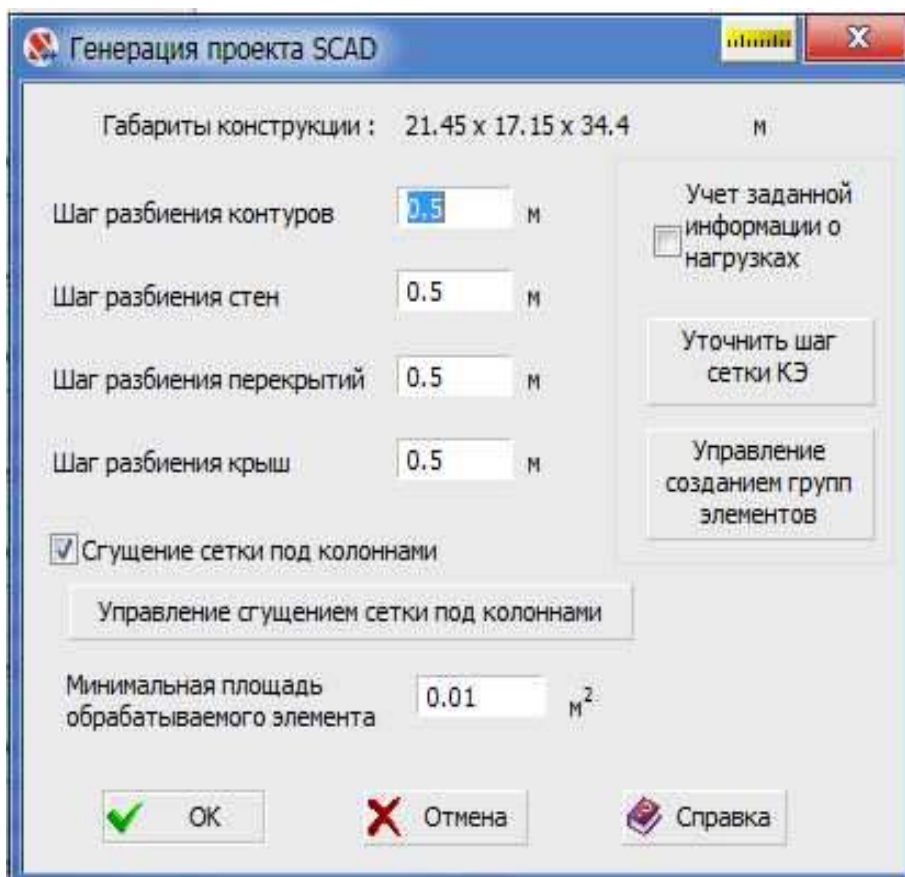 Генерация проекта SCAD
Габариты конструкции : 21.45 x 17.15 x 34.4 м
Шаг разбиения контуров 0.5 м
Шаг разбиения стен 0.5 м
Шаг разбиения перекрытий 0.5 м
Шаг разбиения крыш 0.5 м
Учет заданной
информации о
нагрузках
Уточнить шаг
сетки КЭ
Управление
созданием групп
элементов
Сгущение сетки под колоннами
Управление сгущением сетки под колоннами
Минимальная площадь
обрабатываемого элемента 0.01 м²
ОК Отмена Справка